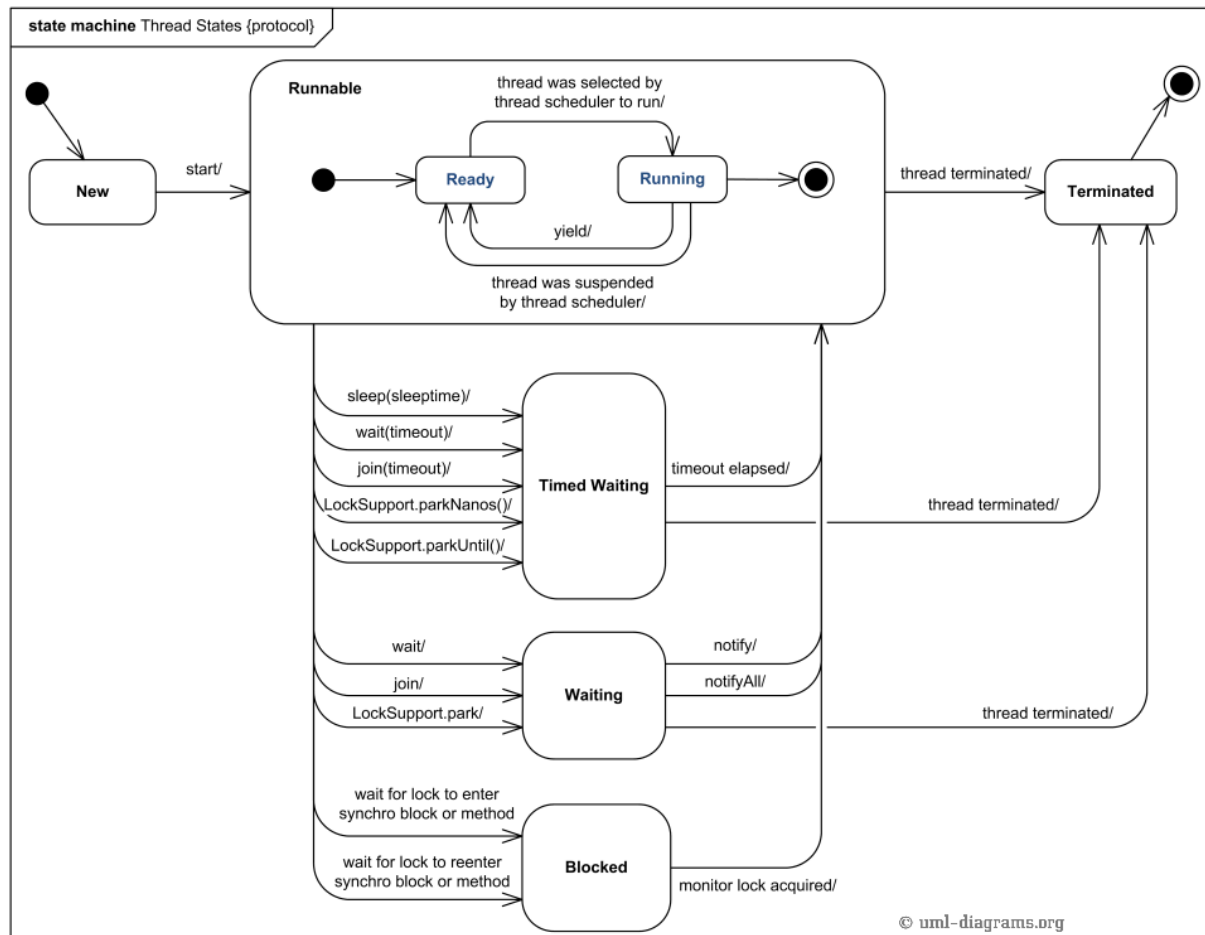 state machine Thread States {protocol}
Runnable
thread was selected by
thread scheduler to run/
New
start/
Ready
Running
yield/
thread was suspended
by thread scheduler/
thread terminated/
Terminated
sleep(sleeptime)/
wait(timeout)/
join(timeout)/
LockSupport.parkNanos()/
LockSupport.parkUntil()/
Timed Waiting
timeout elapsed/
thread terminated/
wait/
join/
LockSupport.park/
Waiting
notify/
notifyAll/
thread terminated/
wait for lock to enter
synchro block or method
wait for lock to reenter
synchro block or method
Blocked
monitor lock acquired/
© uml-diagrams.org